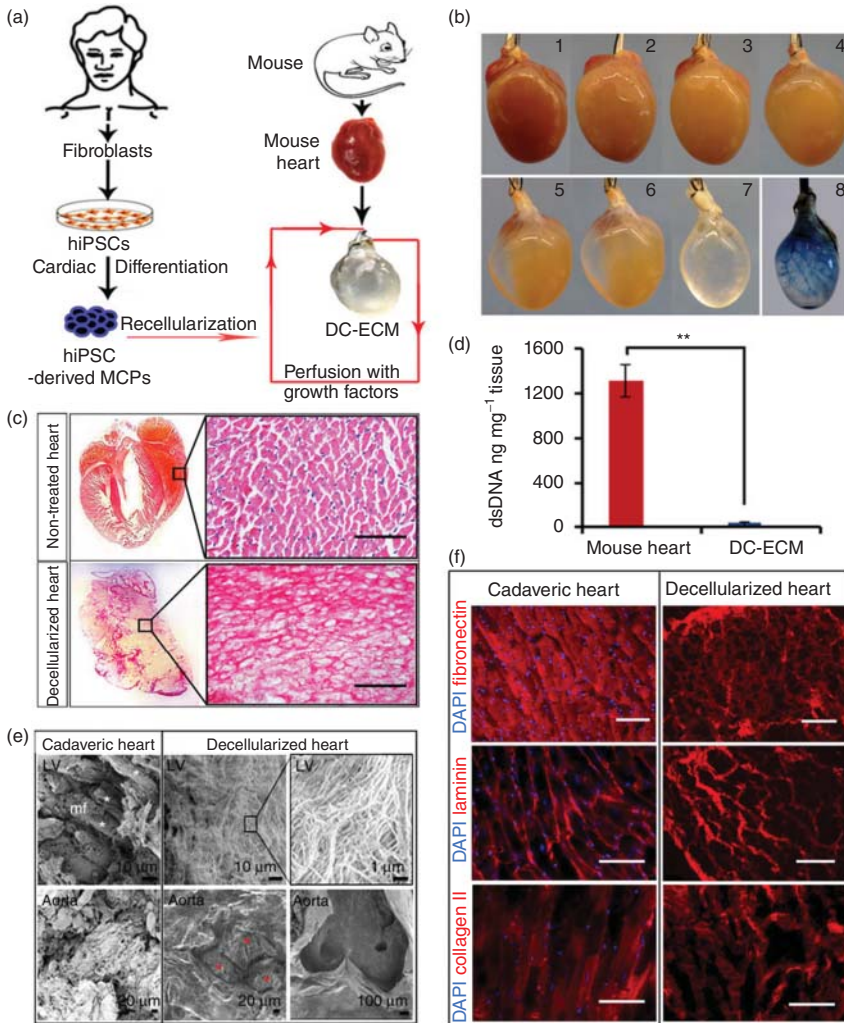 (a)
Fibroblasts
hiPSCs
Cardiac Differentiation
hiPSC
-derived MCPs
Recellularization
Mouse
Mouse
heart
DC-ECM
Perfusion with
growth factors
(b)
1
2
3
4
5
6
7
8
(c)
Non-treated heart
Decellularized heart
(d)
dsDNA ng mg⁻¹ tissue
1600
1200
800
400
0
**
Mouse heart
DC-ECM
(e)
Cadaveric heart
Decellularized heart
LV
mf
10 μm
LV
10 μm
LV
1 μm
Aorta
20 μm
Aorta
20 μm
Aorta
100 μm
(f)
Cadaveric heart
Decellularized heart
DAPI fibronectin
DAPI laminin
DAPI collagen II